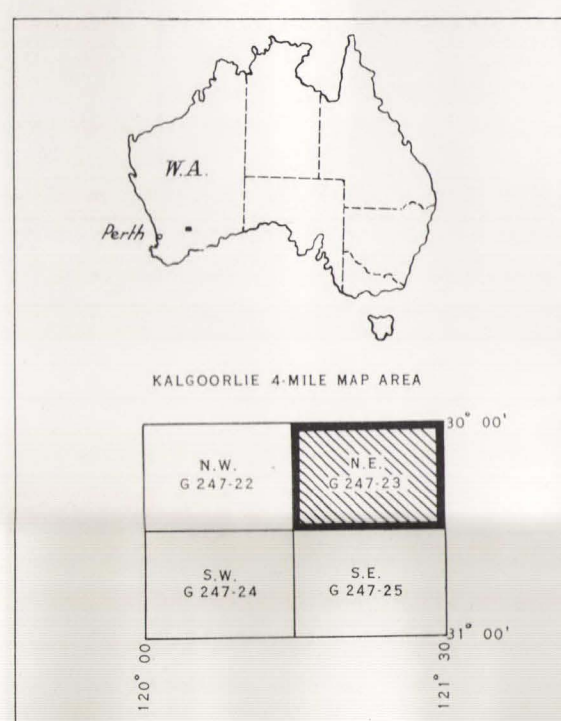 W.A.
Perth
KALGOORLIE 4-MILE MAP AREA
30° 00'
N.W.
G 247-22
N.E.
G 247-23
S.W.
G 247-24
S.E.
G 247-25
31° 00'
120° 00
121° 30